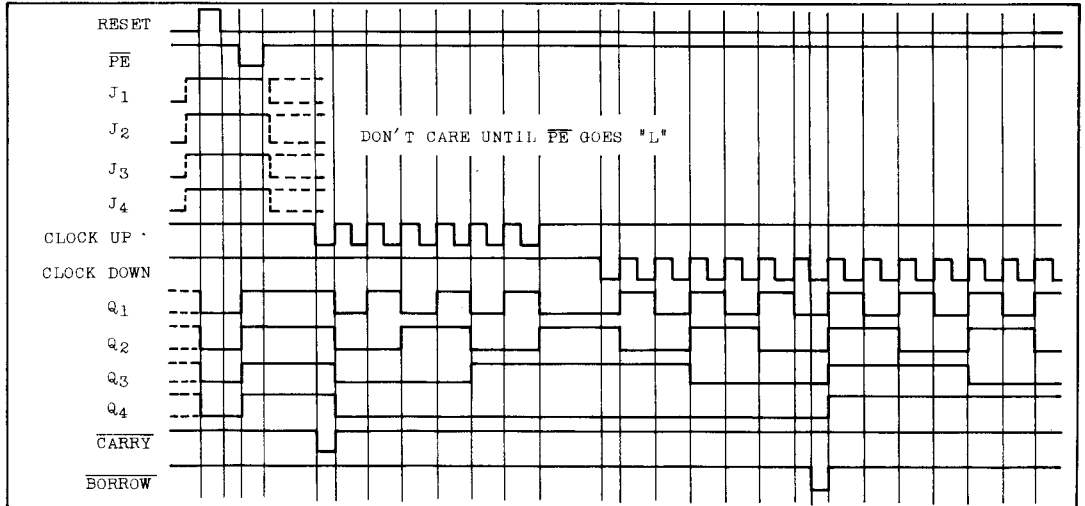 RESET
PE
J1
J2
DON'T CARE UNTIL PE GOES "L"
J3
J4
CLOCK UP
CLOCK DOWN
Q1
Q2
Q3
Q4
CARRY
BORROW